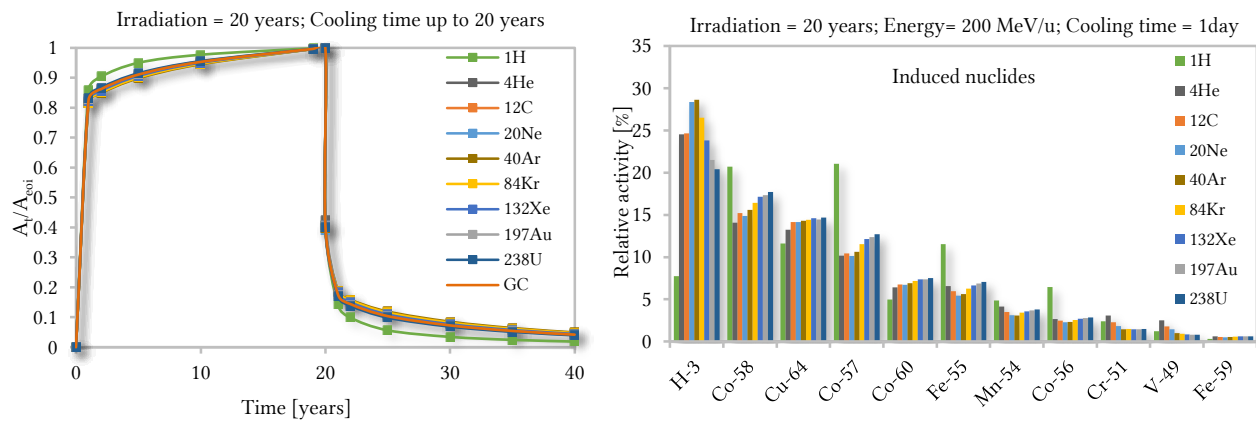 Irradiation = 20 years; Cooling time up to 20 years
A_t/A_eoi
1
0.9
0.8
0.7
0.6
0.5
0.4
0.3
0.2
0.1
0
0
10
20
30
40
Time [years]
1H
4He
12C
20Ne
40Ar
84Kr
132Xe
197Au
238U
GC
Irradiation = 20 years; Energy= 200 MeV/u; Cooling time = 1day
Induced nuclides
Relative activity [%]
35
30
25
20
15
10
5
0
H-3
Co-58
Cu-64
Co-57
Co-60
Fe-55
Mn-54
Co-56
Cr-51
V-49
Fe-59
1H
4He
12C
20Ne
40Ar
84Kr
132Xe
197Au
238U